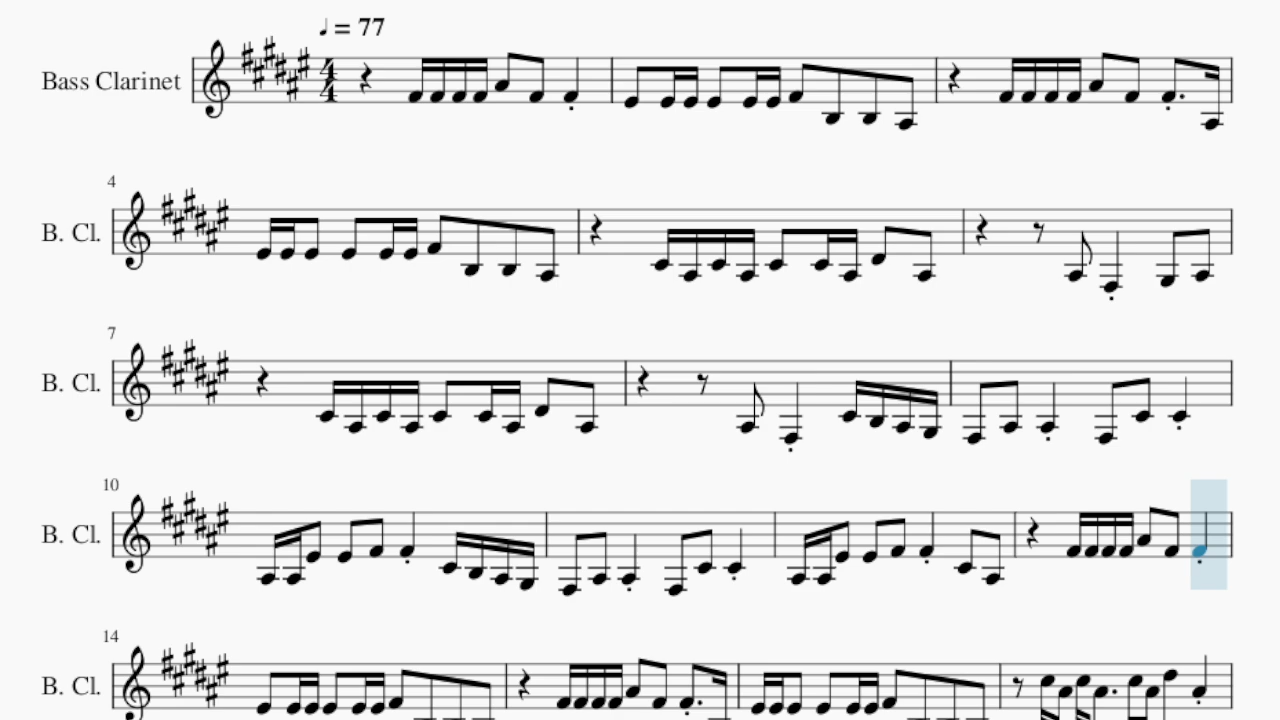 ♩ = 77
Bass Clarinet
4
4
4
B. Cl.
7
B. Cl.
10
B. Cl.
14
B. Cl.